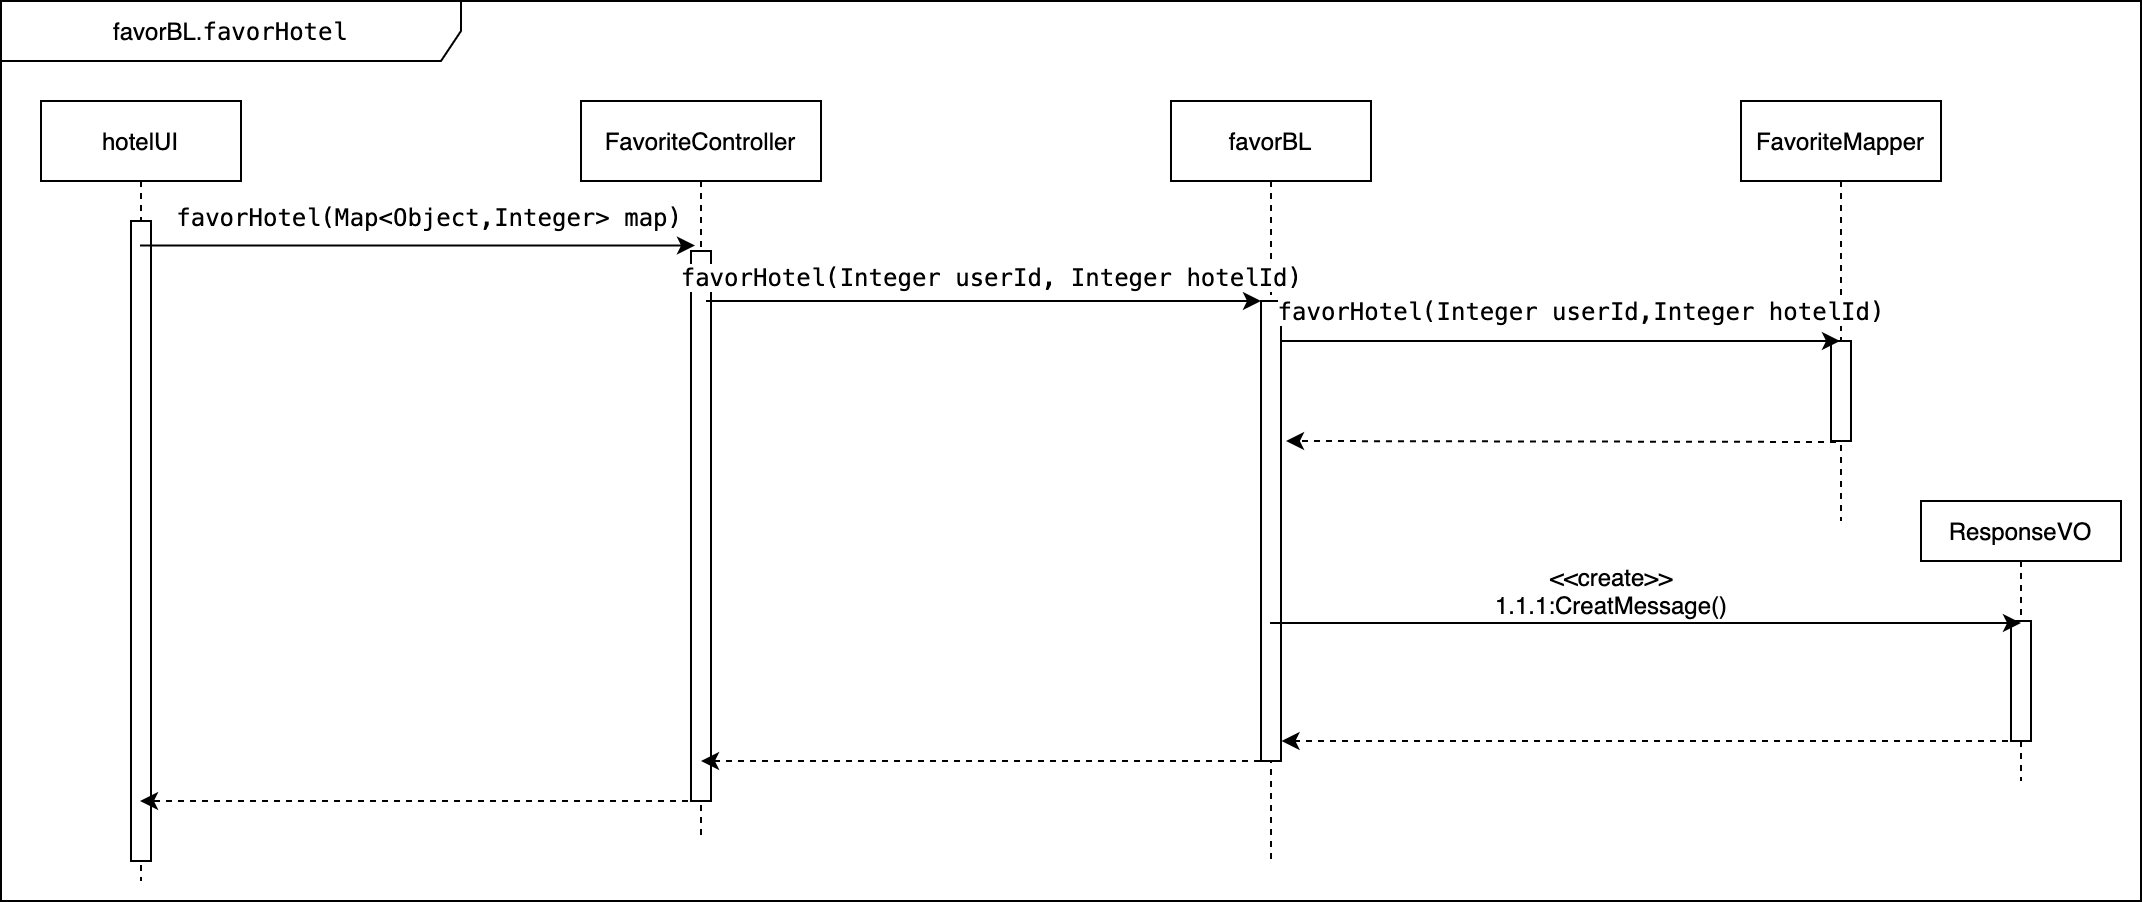 favorBL.favorHotel
hotelUI
FavoriteController
favorBL
FavoriteMapper
favorHotel(Map<Object,Integer> map)
favorHotel(Integer userId, Integer hotelId)
favorHotel(Integer userId,Integer hotelId)
ResponseVO
<<create>>
1.1.1:CreatMessage()